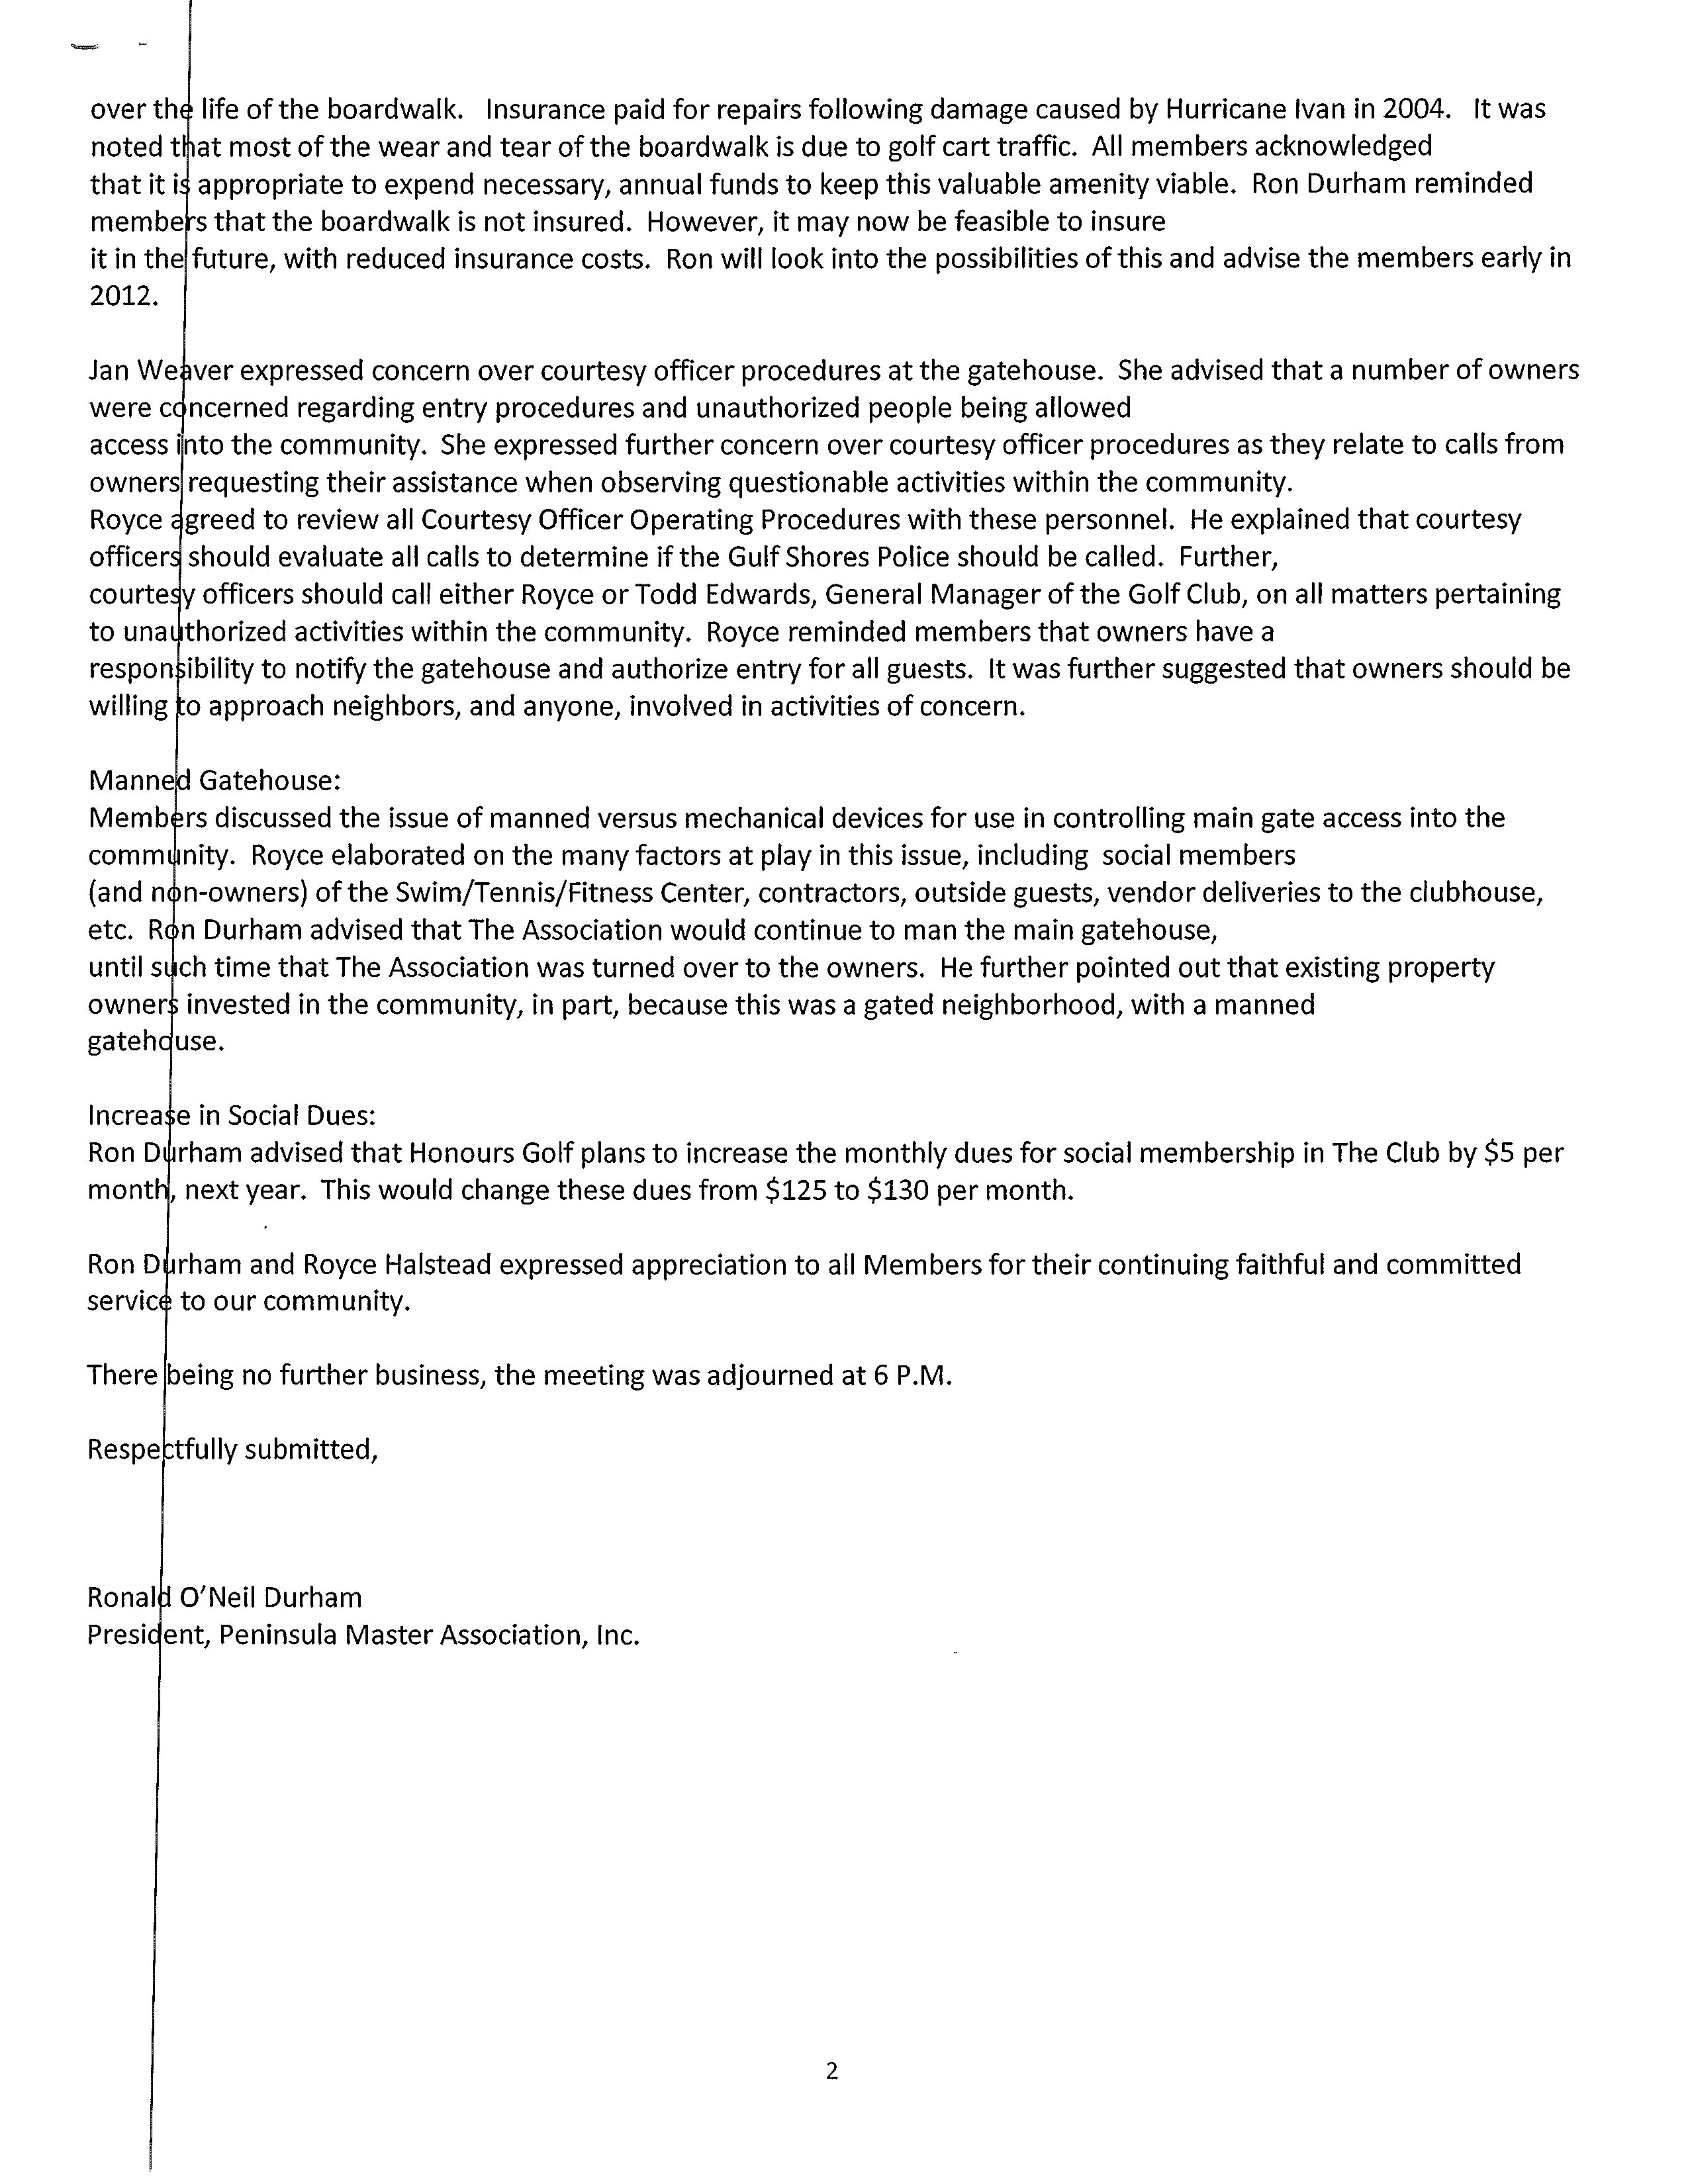 over the life of the boardwalk.   Insurance paid for repairs following damage caused by Hurricane Ivan in 2004.   It was
noted that most of the wear and tear of the boardwalk is due to golf cart traffic.  All members acknowledged
that it is appropriate to expend necessary, annual funds to keep this valuable amenity viable.  Ron Durham reminded
members that the boardwalk is not insured.  However, it may now be feasible to insure
it in the future, with reduced insurance costs.  Ron will look into the possibilities of this and advise the members early in
2012.

Jan Weaver expressed concern over courtesy officer procedures at the gatehouse.  She advised that a number of owners
were concerned regarding entry procedures and unauthorized people being allowed
access into the community.  She expressed further concern over courtesy officer procedures as they relate to calls from
owners requesting their assistance when observing questionable activities within the community.
Royce agreed to review all Courtesy Officer Operating Procedures with these personnel.  He explained that courtesy
officers should evaluate all calls to determine if the Gulf Shores Police should be called.  Further,
courtesy officers should call either Royce or Todd Edwards, General Manager of the Golf Club, on all matters pertaining
to unauthorized activities within the community.  Royce reminded members that owners have a
responsibility to notify the gatehouse and authorize entry for all guests.  It was further suggested that owners should be
willing to approach neighbors, and anyone, involved in activities of concern.

Manned Gatehouse:
Members discussed the issue of manned versus mechanical devices for use in controlling main gate access into the
community.  Royce elaborated on the many factors at play in this issue, including  social members
(and non-owners) of the Swim/Tennis/Fitness Center, contractors, outside guests, vendor deliveries to the clubhouse,
etc.  Ron Durham advised that The Association would continue to man the main gatehouse,
until such time that The Association was turned over to the owners.  He further pointed out that existing property
owners invested in the community, in part, because this was a gated neighborhood, with a manned
gatehouse.

Increase in Social Dues:
Ron Durham advised that Honours Golf plans to increase the monthly dues for social membership in The Club by $5 per
month, next year.  This would change these dues from $125 to $130 per month.

Ron Durham and Royce Halstead expressed appreciation to all Members for their continuing faithful and committed
service to our community.

There being no further business, the meeting was adjourned at 6 P.M.

Respectfully submitted,

Ronald O'Neil Durham
President, Peninsula Master Association, Inc.

2